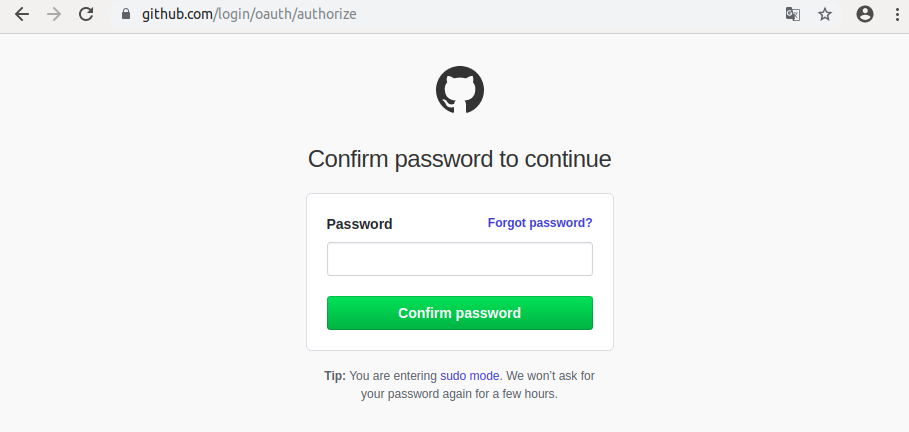 github.com/login/oauth/authorize
Confirm password to continue
Password Forgot password?
Confirm password
Tip: You are entering sudo mode. We won't ask for
your password again for a few hours.